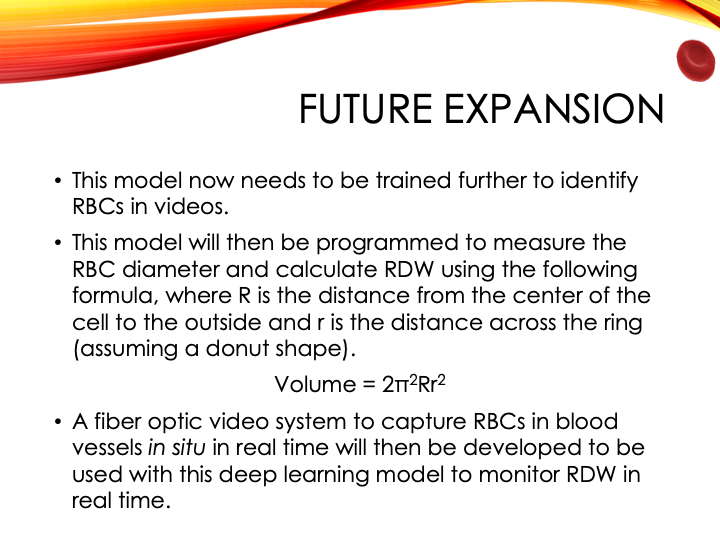 FUTURE EXPANSION
• This model now needs to be trained further to identify
RBCs in videos.
• This model will then be programmed to measure the
RBC diameter and calculate RDW using the following
formula, where R is the distance from the center of the
cell to the outside and r is the distance across the ring
(assuming a donut shape).
Volume = 2π²Rr²
• A fiber optic video system to capture RBCs in blood
vessels in situ in real time will then be developed to be
used with this deep learning model to monitor RDW in
real time.